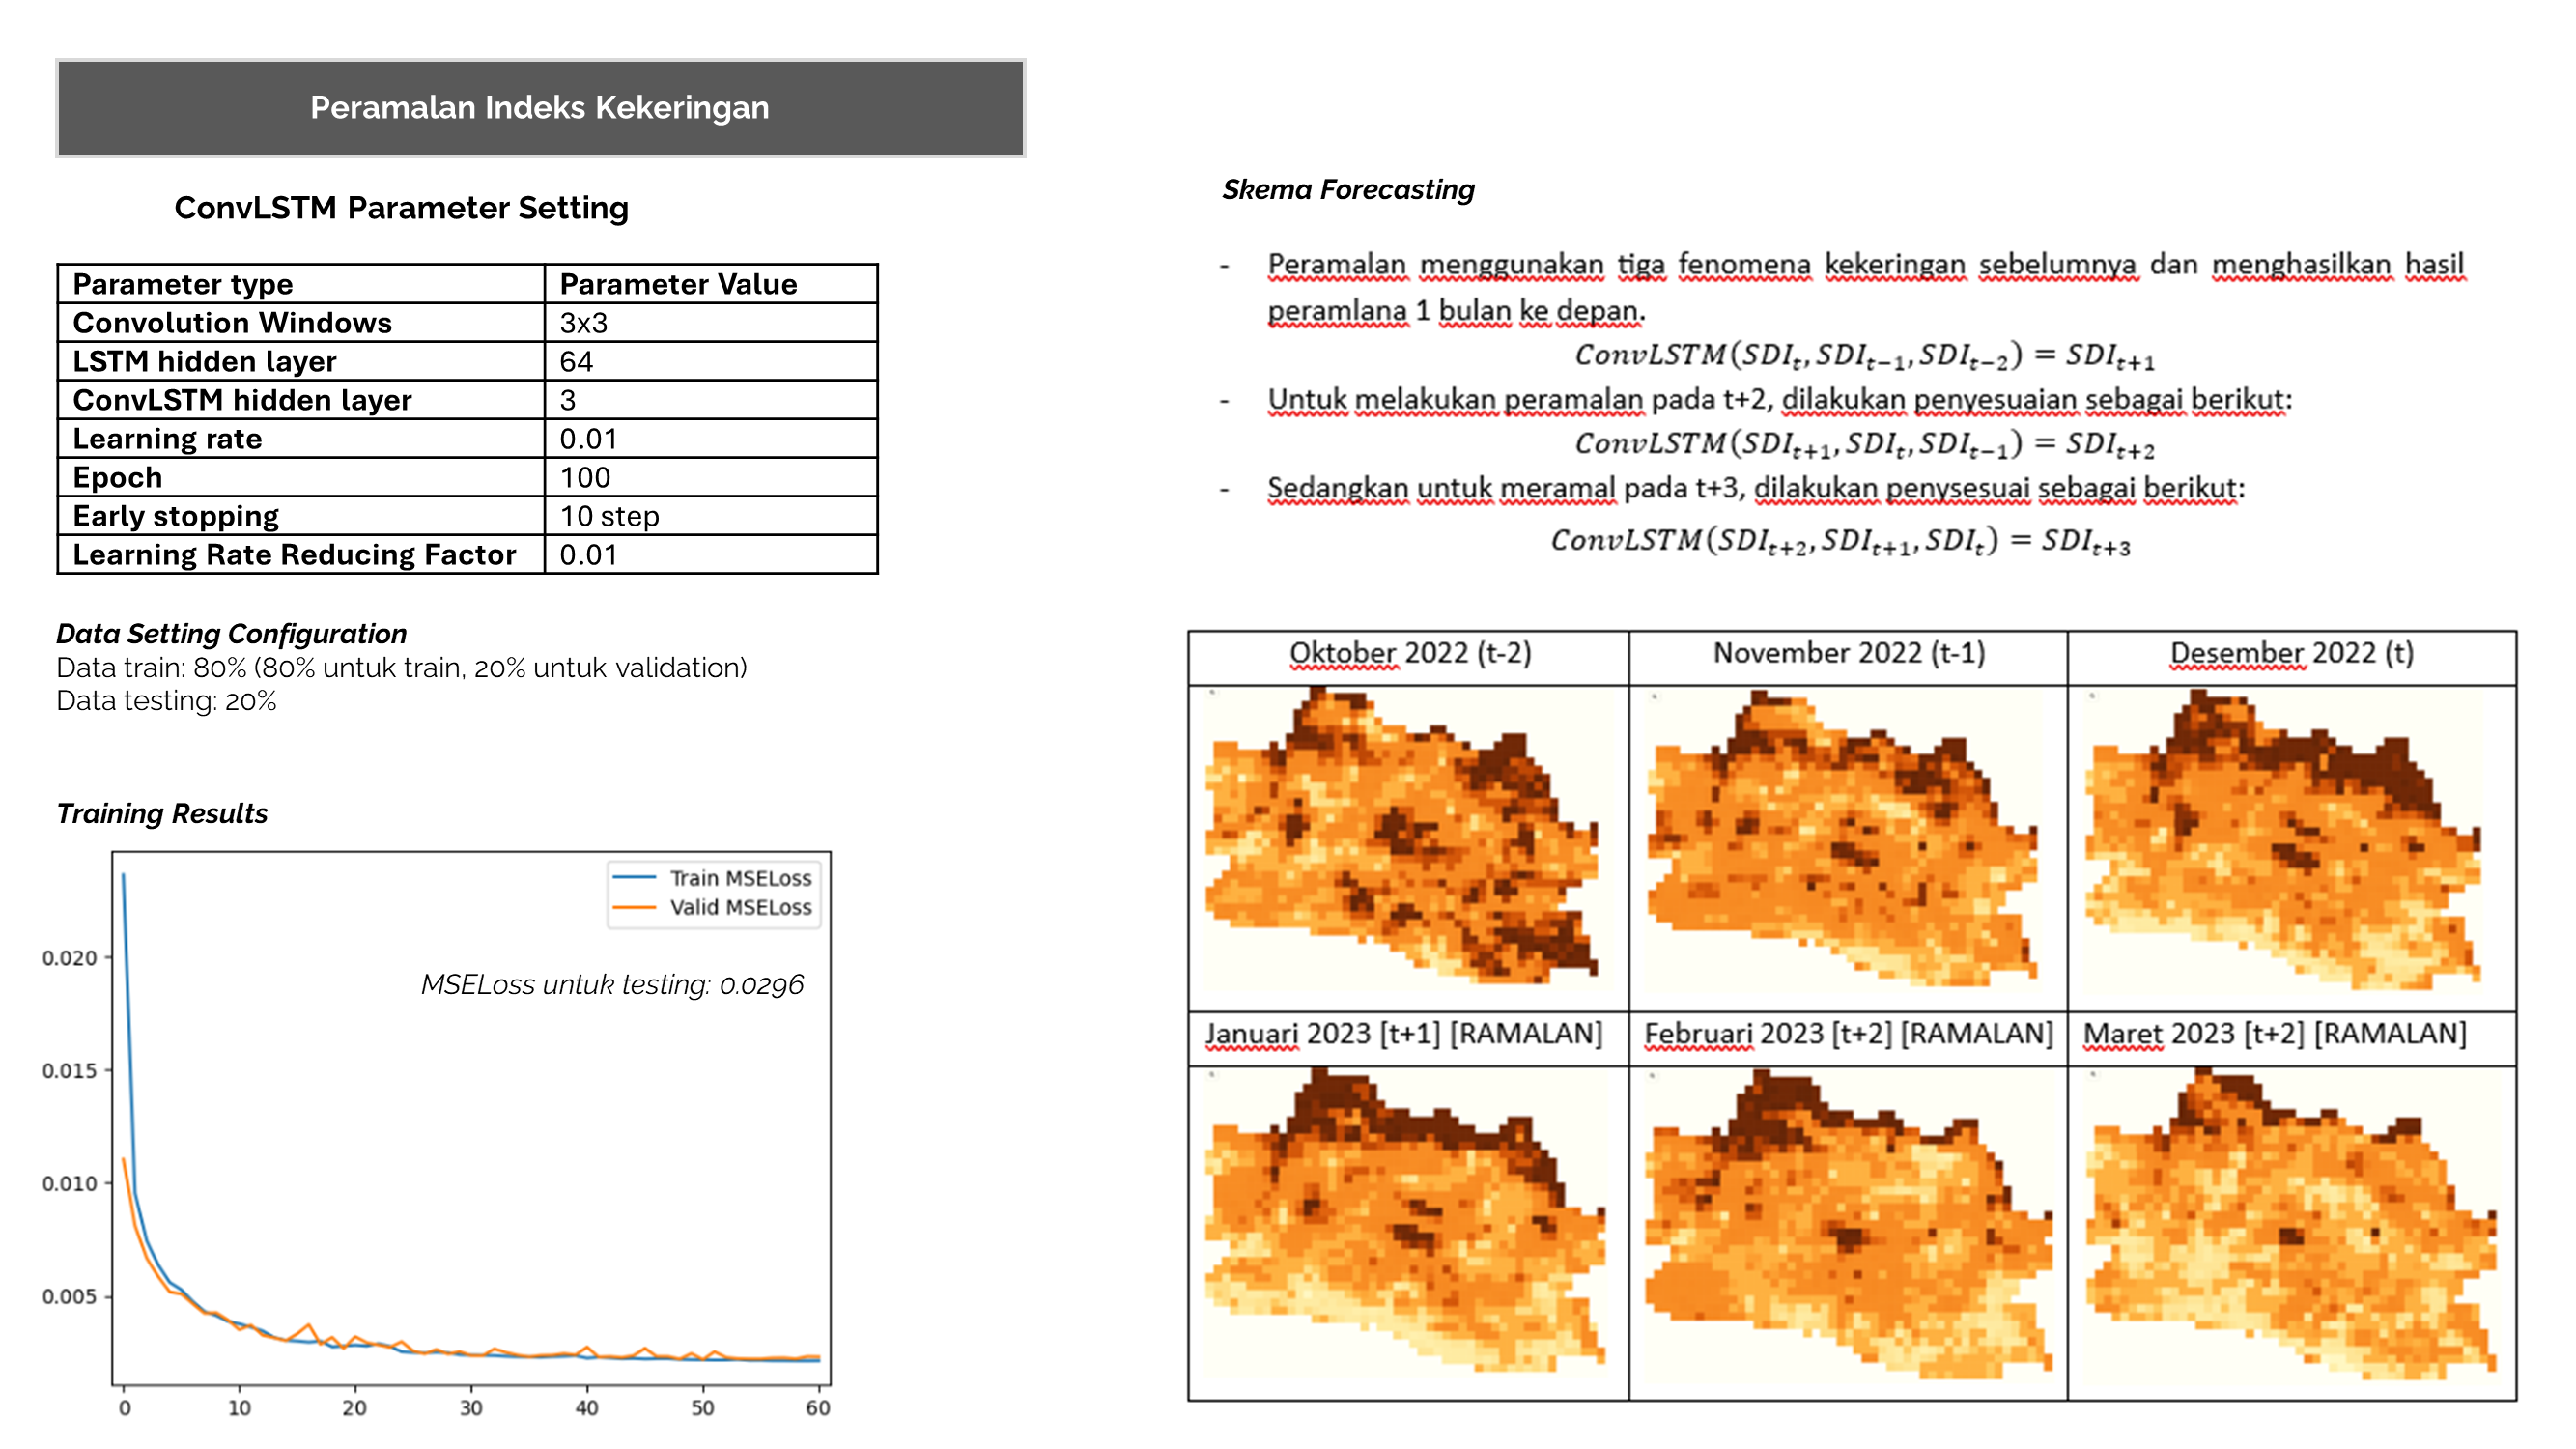 Peramalan Indeks Kekeringan
ConvLSTM Parameter Setting
Parameter type Parameter Value
Convolution Windows 3x3
LSTM hidden layer 64
ConvLSTM hidden layer 3
Learning rate 0.01
Epoch 100
Early stopping 10 step
Learning Rate Reducing Factor 0.01
Data Setting Configuration
Data train: 80% (80% untuk train, 20% untuk validation)
Data testing: 20%
Training Results
Train MSELoss
Valid MSELoss
MSELoss untuk testing: 0.0296
0.020
0.015
0.010
0.005
0 10 20 30 40 50 60
Skema Forecasting
- Peramalan menggunakan tiga fenomena kekeringan sebelumnya dan menghasilkan hasil
peramlana 1 bulan ke depan.
ConvLSTM(SDI_t, SDI_{t−1}, SDI_{t−2}) = SDI_{t+1}
- Untuk melakukan peramalan pada t+2, dilakukan penyesuaian sebagai berikut:
ConvLSTM(SDI_{t+1}, SDI_t, SDI_{t−1}) = SDI_{t+2}
- Sedangkan untuk meramal pada t+3, dilakukan penysesuai sebagai berikut:
ConvLSTM(SDI_{t+2}, SDI_{t+1}, SDI_t) = SDI_{t+3}
Oktober 2022 (t-2) November 2022 (t-1) Desember 2022 (t)
Januari 2023 [t+1] [RAMALAN] Februari 2023 [t+2] [RAMALAN] Maret 2023 [t+2] [RAMALAN]